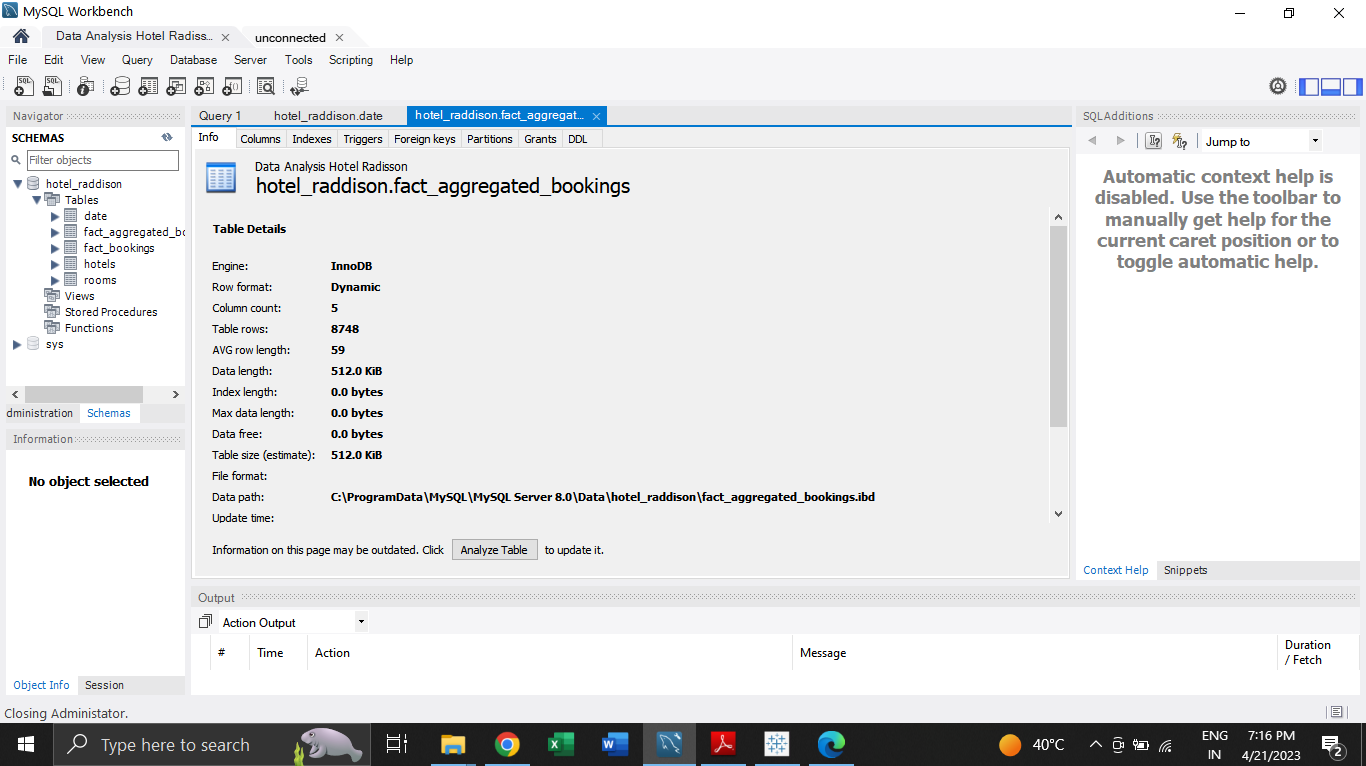 MySQL Workbench
Data Analysis Hotel Radiss... unconnected
File Edit View Query Database Server Tools Scripting Help
Navigator
SCHEMAS
Filter objects
hotel_raddison
Tables
date
fact_aggregated_bo
fact_bookings
hotels
rooms
Views
Stored Procedures
Functions
sys
dministration Schemas
Information
No object selected
Object Info Session
Query 1 hotel_raddison.date hotel_raddison.fact_aggregat...
Info Columns Indexes Triggers Foreign keys Partitions Grants DDL
Data Analysis Hotel Radisson
hotel_raddison.fact_aggregated_bookings
Table Details
Engine: InnoDB
Row format: Dynamic
Column count: 5
Table rows: 8748
AVG row length: 59
Data length: 512.0 KiB
Index length: 0.0 bytes
Max data length: 0.0 bytes
Data free: 0.0 bytes
Table size (estimate): 512.0 KiB
File format:
Data path: C:\ProgramData\MySQL\MySQL Server 8.0\Data\hotel_raddison\fact_aggregated_bookings.ibd
Update time:
Information on this page may be outdated. Click Analyze Table to update it.
SQLAdditions
Jump to
Automatic context help is
disabled. Use the toolbar to
manually get help for the
current caret position or to
toggle automatic help.
Context Help Snippets
Output
Action Output
# Time Action Message Duration
/ Fetch
Closing Administator.
Type here to search
40°C
ENG
IN
7:16 PM
4/21/2023
2